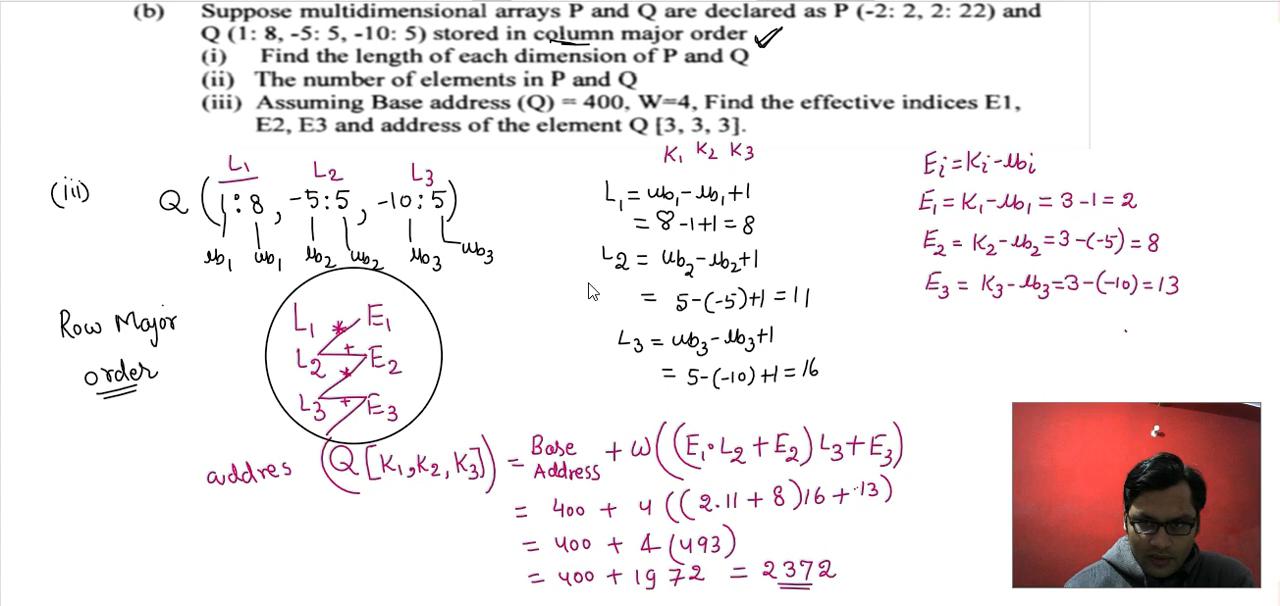 (b) Suppose multidimensional arrays P and Q are declared as P (-2: 2, 2: 22) and
Q (1: 8, -5: 5, -10: 5) stored in column major order ✓
(i) Find the length of each dimension of P and Q
(ii) The number of elements in P and Q
(iii) Assuming Base address (Q) = 400, W=4, Find the effective indices E1,
E2, E3 and address of the element Q [3, 3, 3].
K₁ K₂ K₃
(iii) Q (1:8, -5:5, -10:5)
L₁ L₂ L₃
lb₁ ub₁ lb₂ ub₂ lb₃ ub₃
L₁ = ub₁-lb₁+1
= 8-1+1 = 8
L2 = ub₂-lb₂+1
= 5-(-5)+1 = 11
L₃ = ub₃-lb₃+1
= 5-(-10)+1 = 16
Ei = Ki-lbi
E₁ = K₁-lb₁ = 3-1 = 2
E₂ = K₂-lb₂ = 3-(-5) = 8
E₃ = K₃-lb₃ = 3-(-10) = 13
Row Major
order
L₁ * E₁
L₂ + * E₂
L₃ + E₃
addres (Q[K₁,K₂,K₃]) = Base Address + ω((E₁·L₂+E₂)L₃+E₃)
= 400 + 4((2.11+8)16+13)
= 400 + 4(493)
= 400 + 1972 = 2372